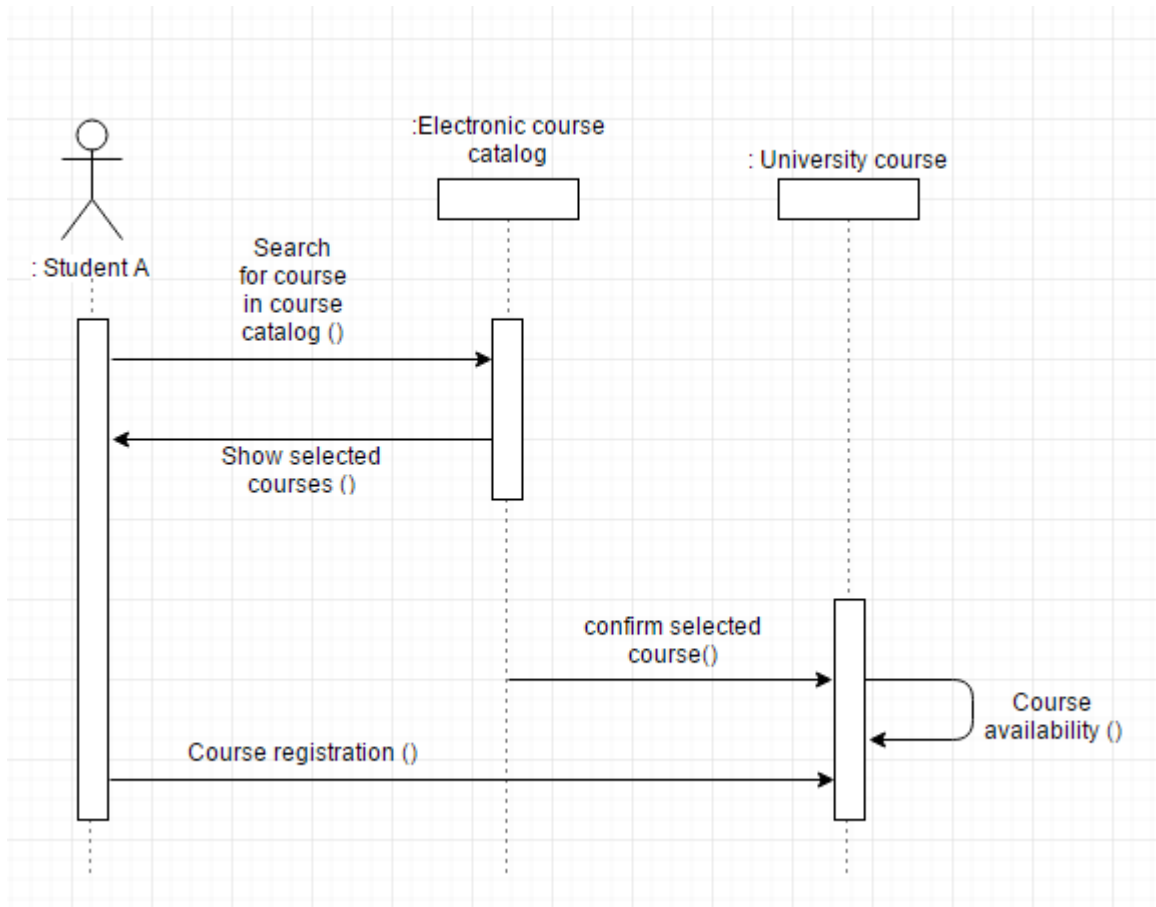 :Electronic course
catalog
: University course
: Student A
Search
for course
in course
catalog ()
Show selected
courses ()
confirm selected
course()
Course
availability ()
Course registration ()